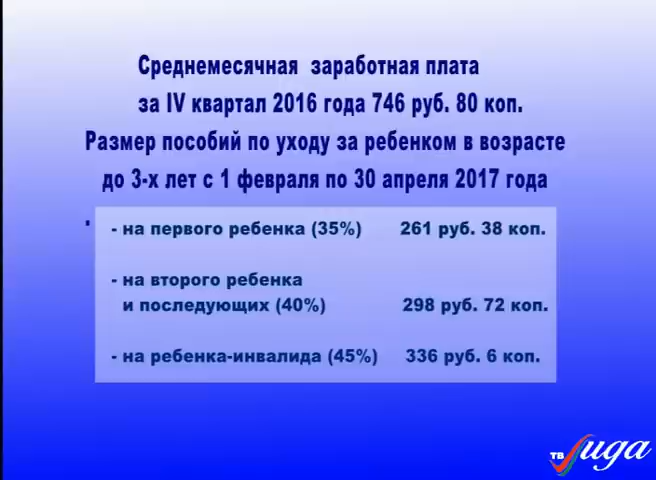 Среднемесячная заработная плата
за IV квартал 2016 года 746 руб. 80 коп.
Размер пособий по уходу за ребенком в возрасте
до 3-х лет с 1 февраля по 30 апреля 2017 года
.
- на первого ребенка (35%) 261 руб. 38 коп.
- на второго ребенка
и последующих (40%) 298 руб. 72 коп.
- на ребенка-инвалида (45%) 336 руб. 6 коп.
ТВ Лида